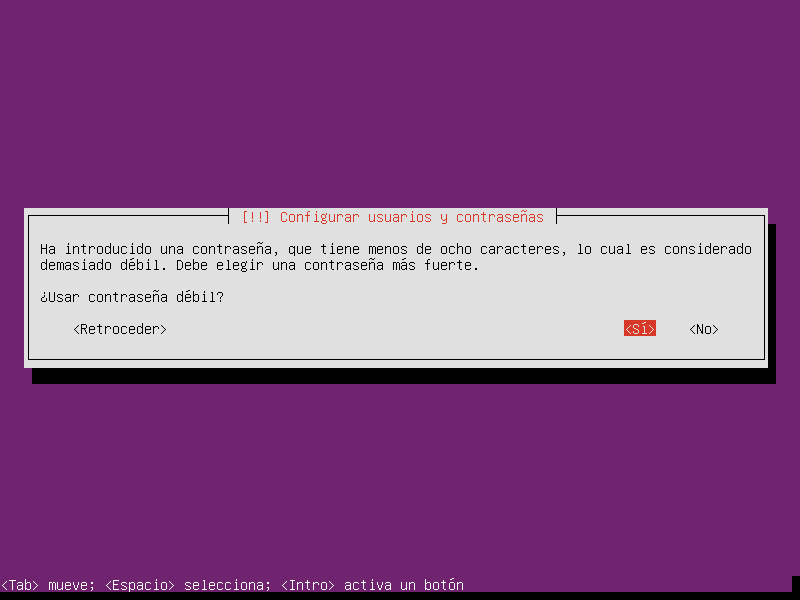 [!!] Configurar usuarios y contraseñas
Ha introducido una contraseña, que tiene menos de ocho caracteres, lo cual es considerado
demasiado débil. Debe elegir una contraseña más fuerte.
¿Usar contraseña débil?
<Retroceder> <Sí> <No>
<Tab> mueve; <Espacio> selecciona; <Intro> activa un botón